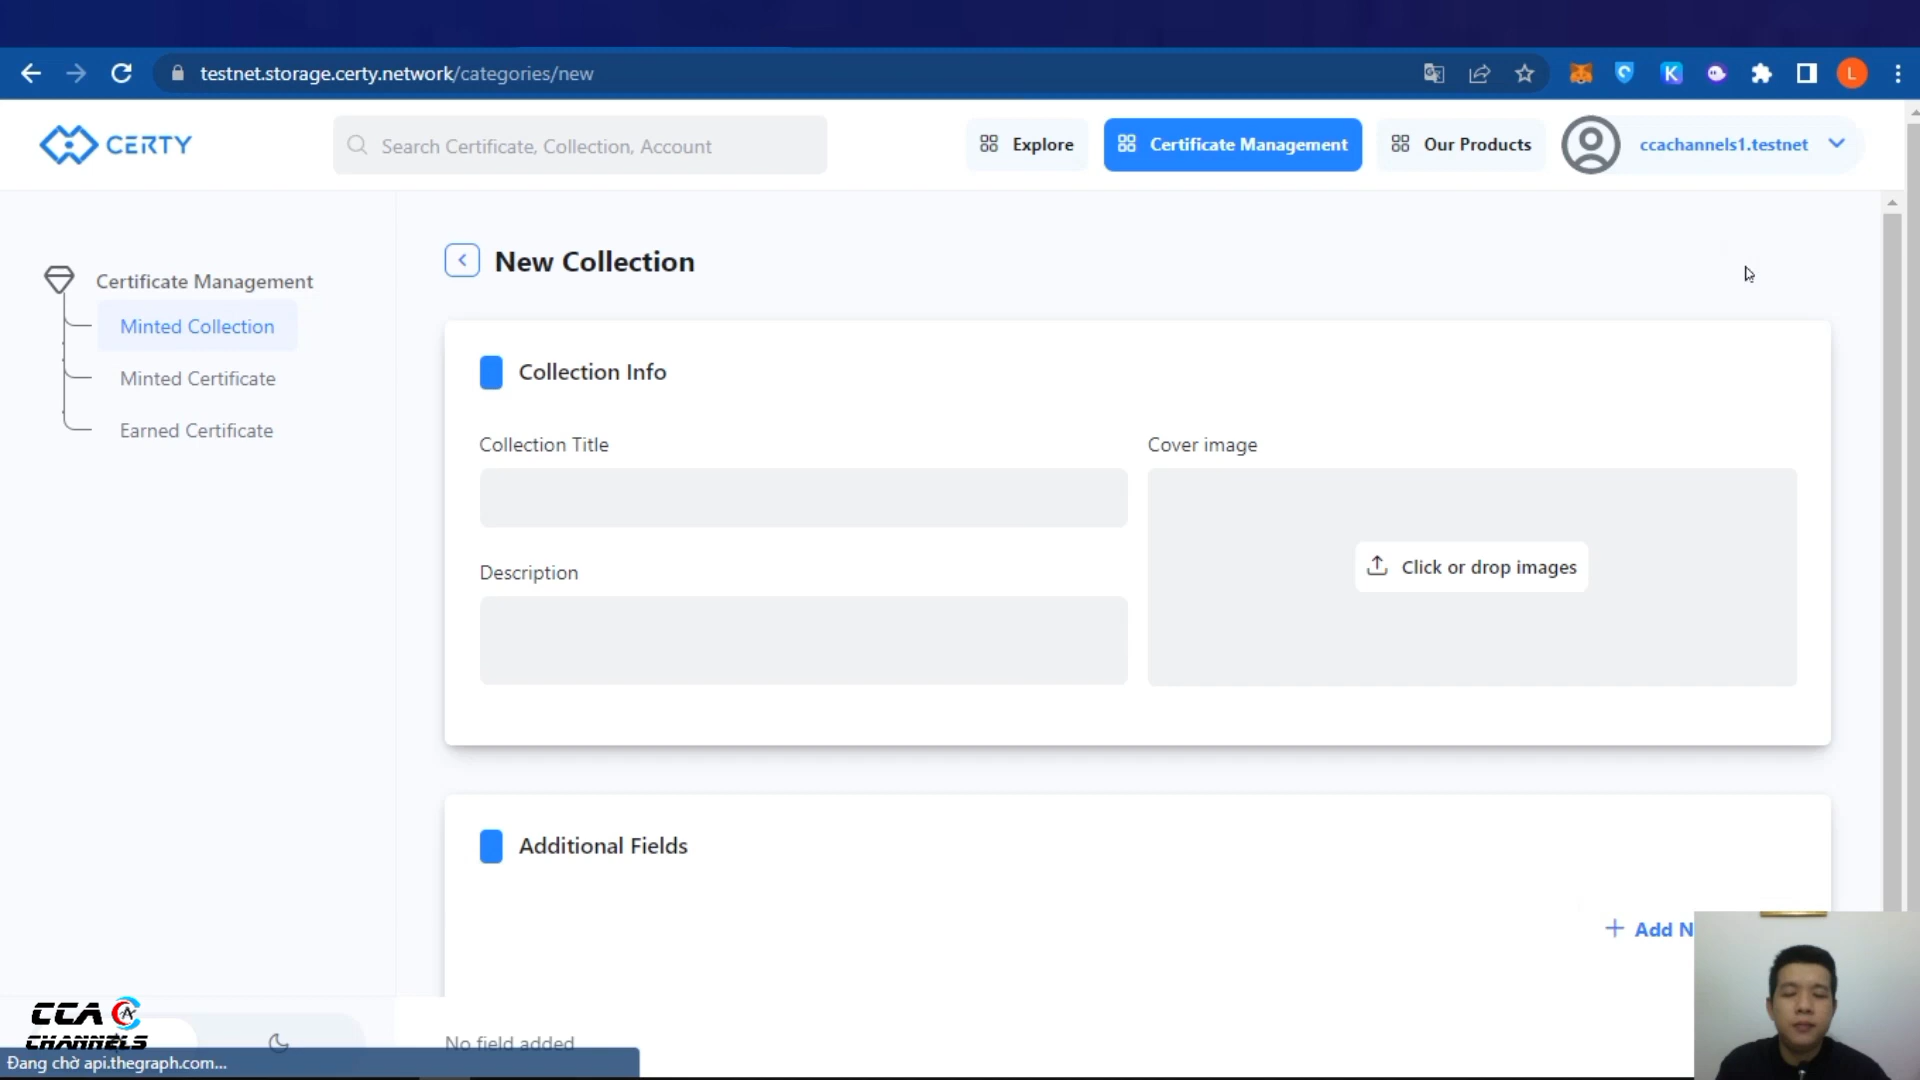 testnet.storage.certy.network/categories/new
K
L
CERTY
Search Certificate, Collection, Account
Explore
Certificate Management
Our Products
ccachannels1.testnet
Certificate Management
Minted Collection
Minted Certificate
Earned Certificate
New Collection
Collection Info
Collection Title
Cover image
Click or drop images
Description
Additional Fields
+ Add N
No field added
CCA
CHANNELS
Đang chờ api.thegraph.com...